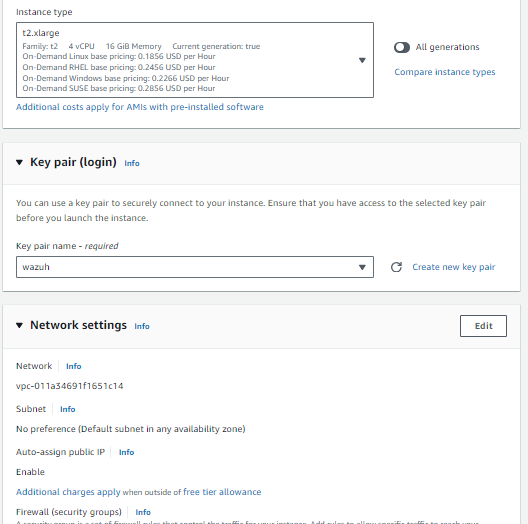 Instance type
t2.xlarge
Family: t2 4 vCPU 16 GiB Memory Current generation: true
On-Demand Linux base pricing: 0.1856 USD per Hour
On-Demand RHEL base pricing: 0.2456 USD per Hour
On-Demand Windows base pricing: 0.2266 USD per Hour
On-Demand SUSE base pricing: 0.2856 USD per Hour
All generations
Compare instance types
Additional costs apply for AMIs with pre-installed software
Key pair (login) Info
You can use a key pair to securely connect to your instance. Ensure that you have access to the selected key pair
before you launch the instance.
Key pair name - required
wazuh
Create new key pair
Network settings Info
Edit
Network Info
vpc-011a34691f1651c14
Subnet Info
No preference (Default subnet in any availability zone)
Auto-assign public IP Info
Enable
Additional charges apply when outside of free tier allowance
Firewall (security groups) Info